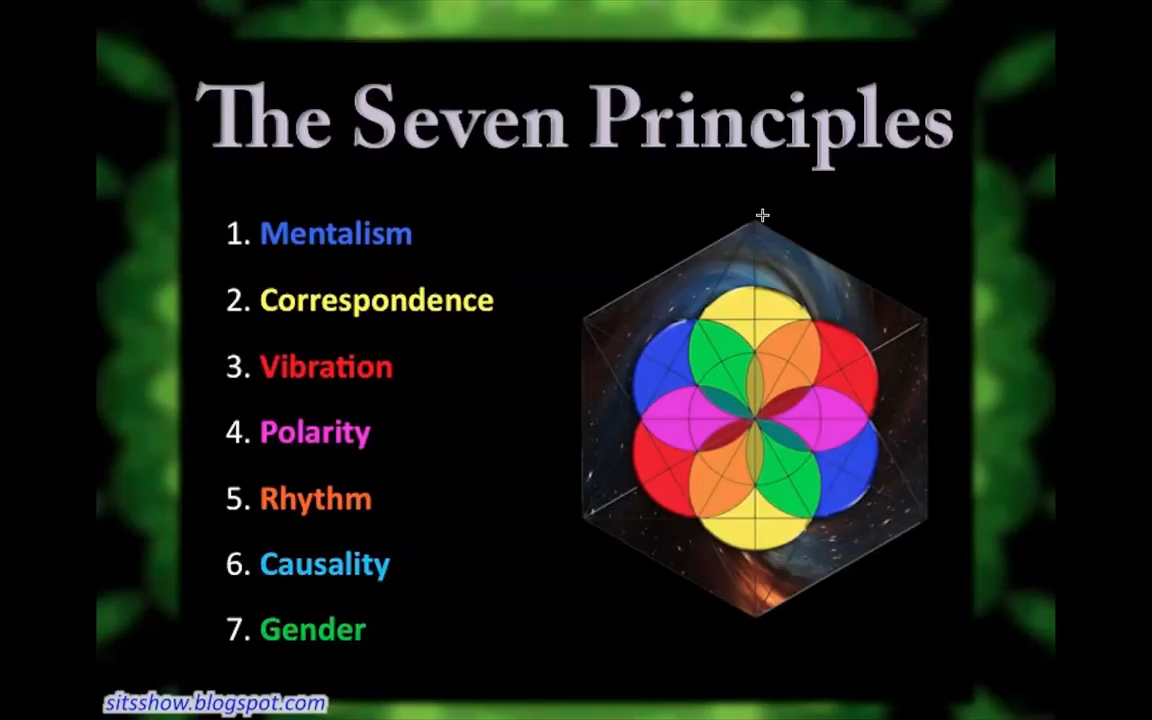 The Seven Principles
1. Mentalism
2. Correspondence
3. Vibration
4. Polarity
5. Rhythm
6. Causality
7. Gender
sitsshow.blogspot.com